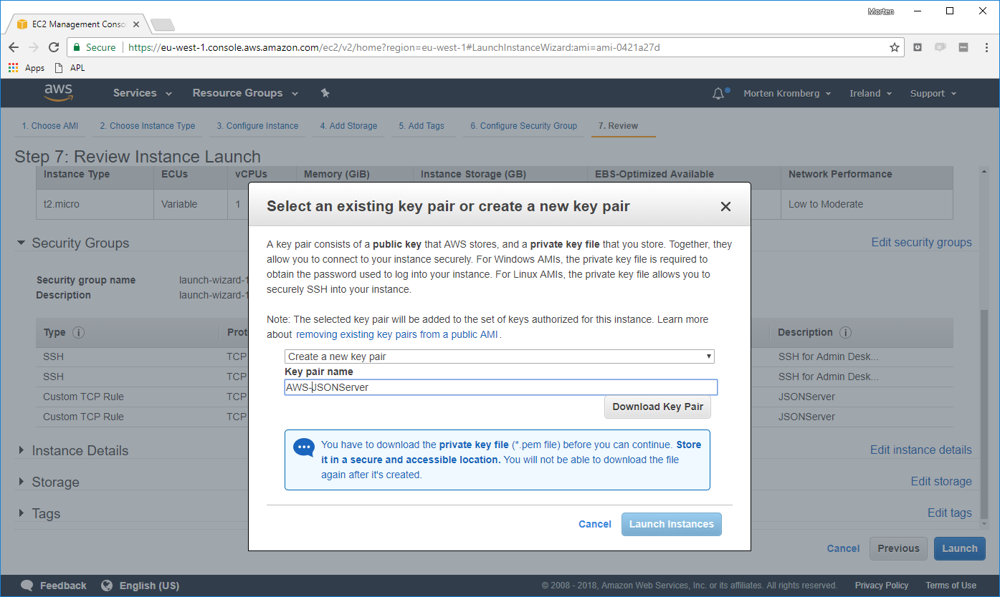 Morten
EC2 Management Conso
Secure https://eu-west-1.console.aws.amazon.com/ec2/v2/home?region=eu-west-1#LaunchInstanceWizard:ami=ami-0421a27d
Apps APL
aws Services Resource Groups Morten Kromberg Ireland Support
1. Choose AMI 2. Choose Instance Type 3. Configure Instance 4. Add Storage 5. Add Tags 6. Configure Security Group 7. Review
Step 7: Review Instance Launch
Instance Type ECUs vCPUs Memory (GiB) Instance Storage (GB) EBS-Optimized Available Network Performance
t2.micro Variable 1 Low to Moderate
Select an existing key pair or create a new key pair
A key pair consists of a public key that AWS stores, and a private key file that you store. Together, they
allow you to connect to your instance securely. For Windows AMIs, the private key file is required to
obtain the password used to log into your instance. For Linux AMIs, the private key file allows you to
securely SSH into your instance.
Note: The selected key pair will be added to the set of keys authorized for this instance. Learn more
about removing existing key pairs from a public AMI.
Create a new key pair
Key pair name
AWS-JSONServer
Download Key Pair
You have to download the private key file (*.pem file) before you can continue. Store
it in a secure and accessible location. You will not be able to download the file
again after it's created.
Cancel Launch Instances
Security Groups Edit security groups
Security group name launch-wizard-1
Description launch-wizard-1
Type i Prot Description i
SSH TCP SSH for Admin Desk...
SSH TCP SSH for Admin Desk...
Custom TCP Rule TCP JSONServer
Custom TCP Rule TCP JSONServer
Instance Details Edit instance details
Storage Edit storage
Tags Edit tags
Cancel Previous Launch
Feedback English (US) © 2008 - 2018, Amazon Web Services, Inc. or its affiliates. All rights reserved. Privacy Policy Terms of Use